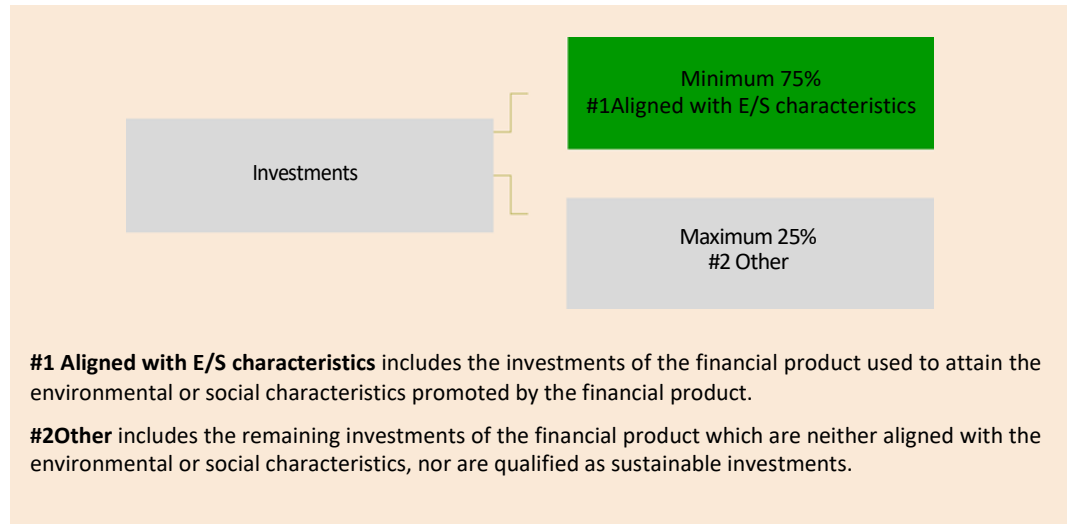 Minimum 75%
#1Aligned with E/S characteristics
Investments
Maximum 25%
#2 Other
#1 Aligned with E/S characteristics includes the investments of the financial product used to attain the
environmental or social characteristics promoted by the financial product.
#2Other includes the remaining investments of the financial product which are neither aligned with the
environmental or social characteristics, nor are qualified as sustainable investments.